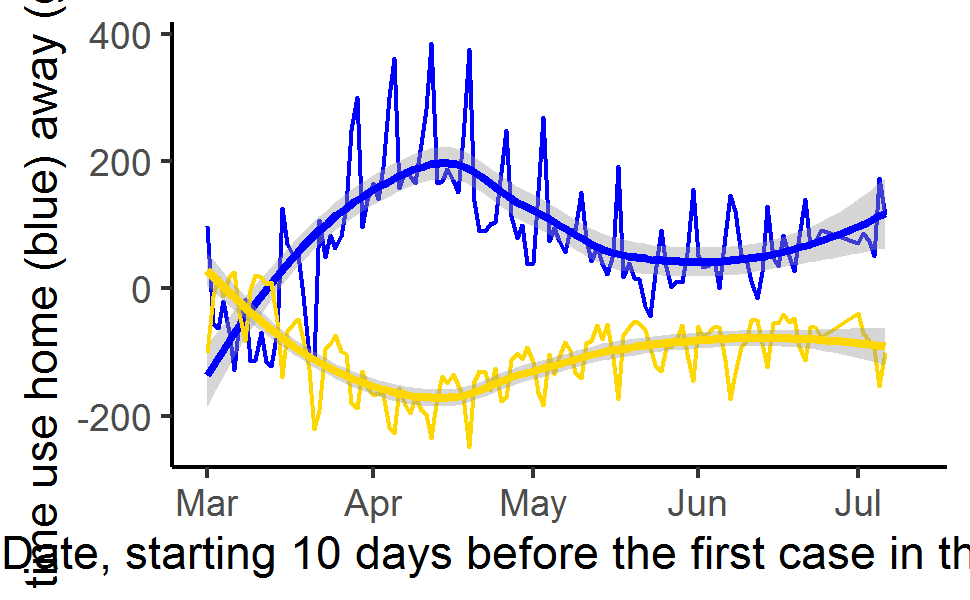 time use home (blue) away (
400
200
0
-200
Mar Apr May Jun Jul
Date, starting 10 days before the first case in th